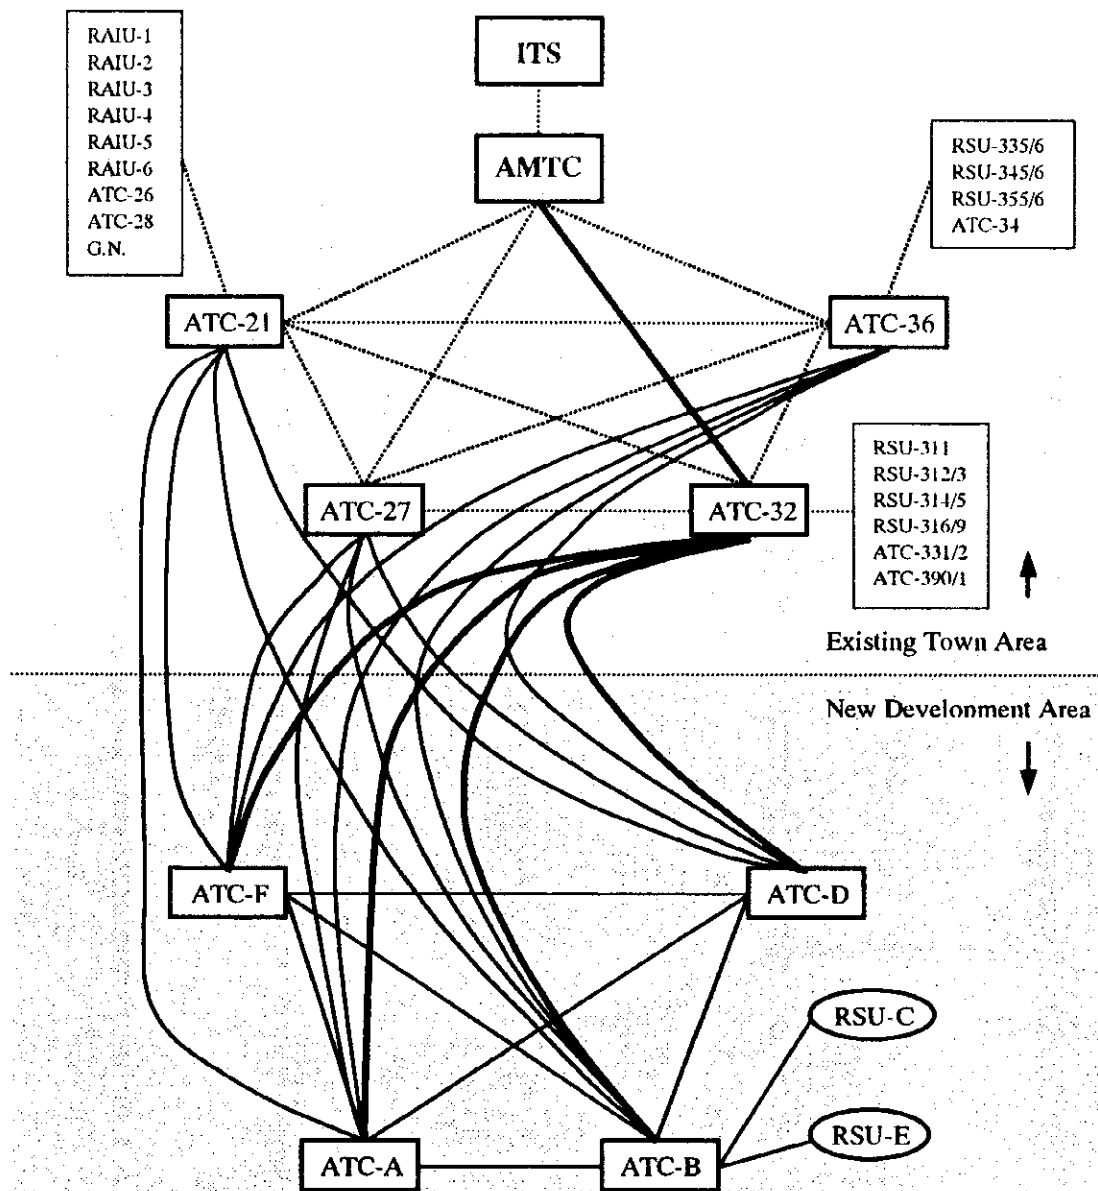 RAIU-1
RAIU-2
RAIU-3
RAIU-4
RAIU-5
RAIU-6
ATC-26
ATC-28
G.N.
ITS
AMTC
RSU-335/6
RSU-345/6
RSU-355/6
ATC-34
ATC-21
ATC-36
ATC-27
ATC-32
RSU-311
RSU-312/3
RSU-314/5
RSU-316/9
ATC-331/2
ATC-390/1
Existing Town Area
New Develonment Area
ATC-F
ATC-D
RSU-C
RSU-E
ATC-A
ATC-B